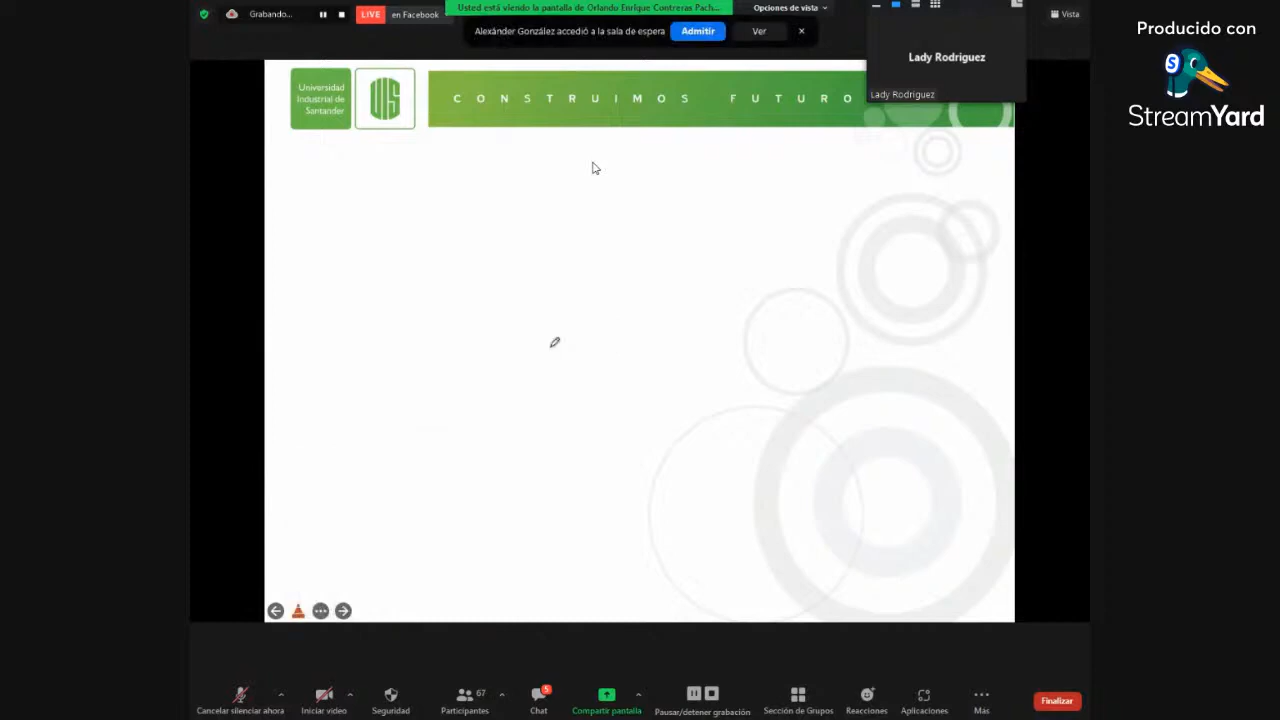 Grabando...
LIVE
en Facebook
Usted está viendo la pantalla de Orlando Enrique Contreras Pach...
Opciones de vista
Vista
Alexánder González accedió a la sala de espera
Admitir
Ver
Lady Rodriguez
Lady Rodriguez
Producido con
StreamYard
Universidad
Industrial de
Santander
UIS
CONSTRUIMOS FUTURO
Cancelar silenciar ahora
Iniciar video
Seguridad
67
Participantes
5
Chat
Compartir pantalla
Pausar/detener grabación
Sección de Grupos
Reacciones
Aplicaciones
Más
Finalizar